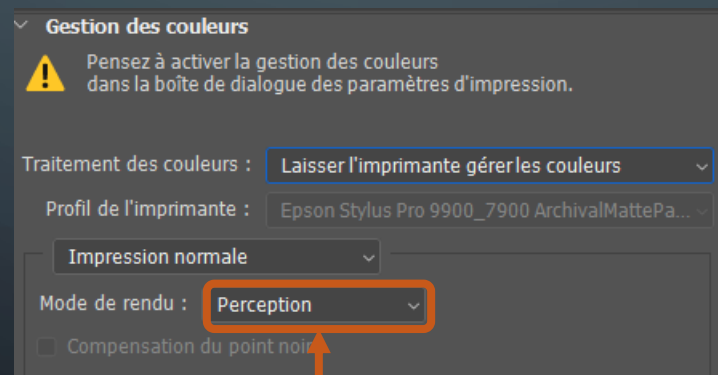 Gestion des couleurs
Pensez à activer la gestion des couleurs
dans la boîte de dialogue des paramètres d'impression.
Traitement des couleurs : Laisser l'imprimante gérer les couleurs
Profil de l'imprimante : Epson Stylus Pro 9900_7900 ArchivalMattePa...
Impression normale
Mode de rendu : Perception
Compensation du point noir